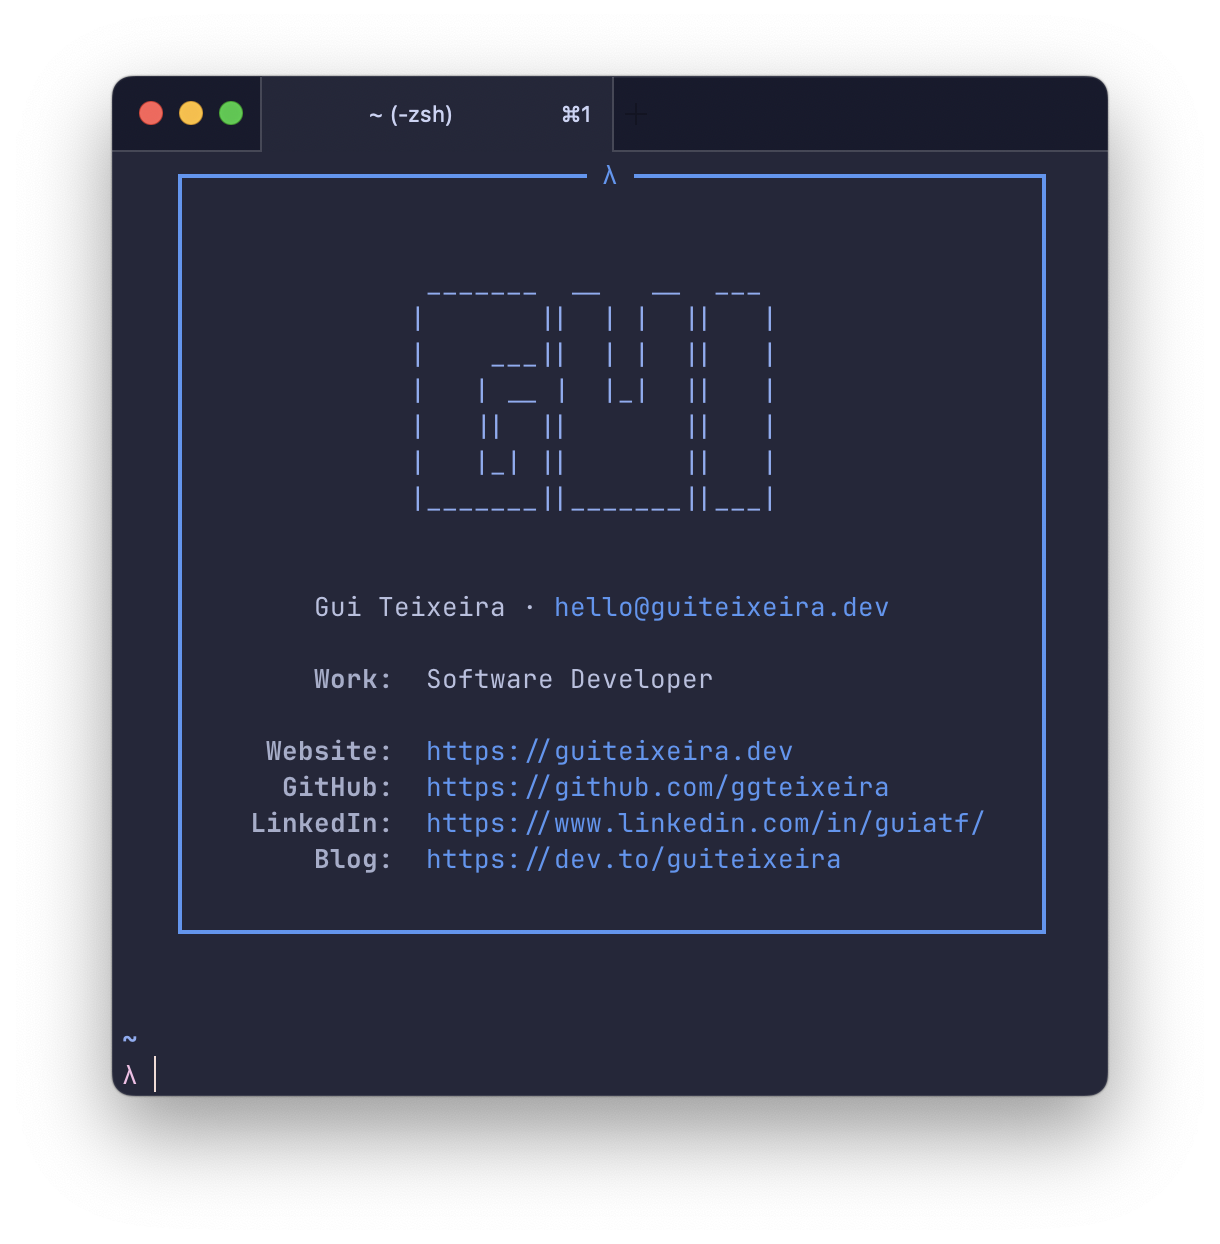 ~ (-zsh) ⌘1 +
λ
GUI
Gui Teixeira · hello@guiteixeira.dev
Work: Software Developer
Website: https://guiteixeira.dev
GitHub: https://github.com/ggteixeira
LinkedIn: https://www.linkedin.com/in/guiatf/
Blog: https://dev.to/guiteixeira
~
λ